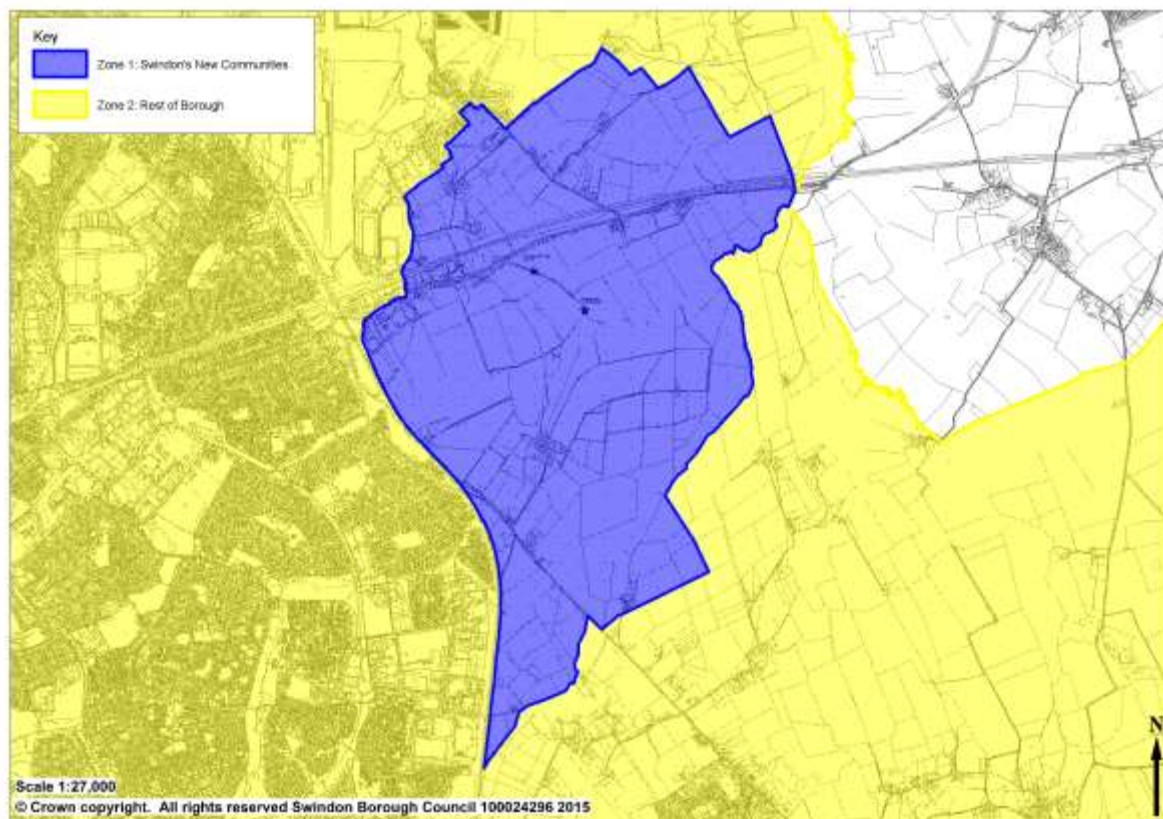 Key
Zone 1: Swindon's New Communities
Zone 2: Rest of Borough
N
Scale 1:27,000
© Crown copyright. All rights reserved Swindon Borough Council 100024296 2015